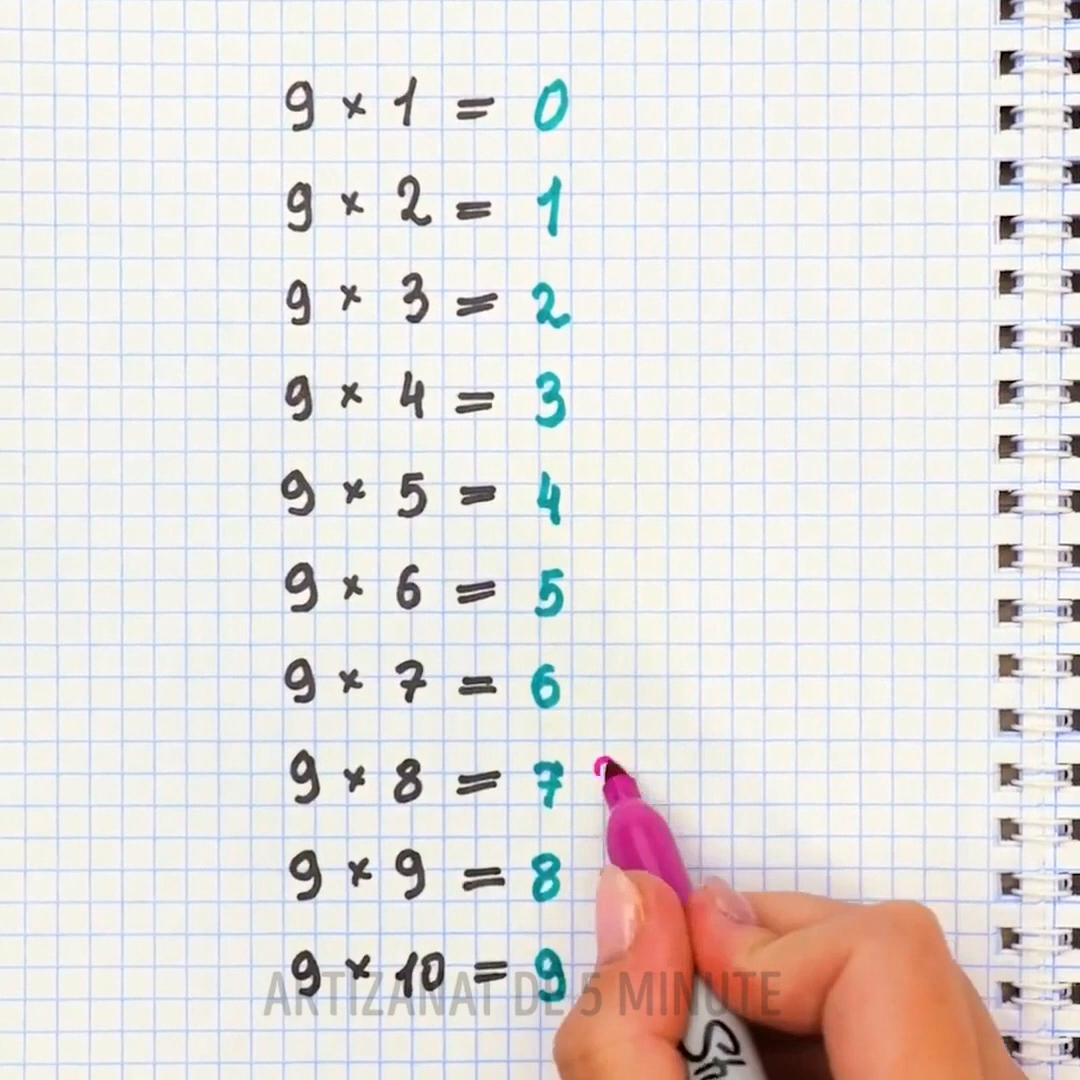 9 × 1 = 0
9 × 2 = 1
9 × 3 = 2
9 × 4 = 3
9 × 5 = 4
9 × 6 = 5
9 × 7 = 6
9 × 8 = 7
9 × 9 = 8
9 × 10 = 9
ARTIZANAT DE 5 MINUTE